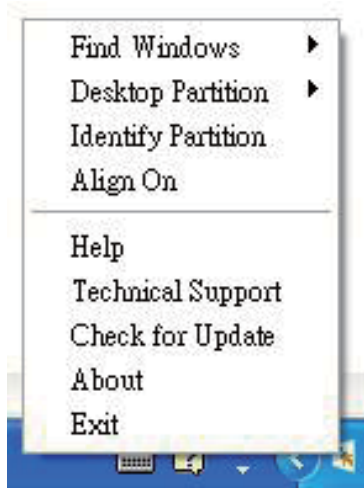 Find Windows
Desktop Partition
Identify Partition
Align On
Help
Technical Support
Check for Update
About
Exit